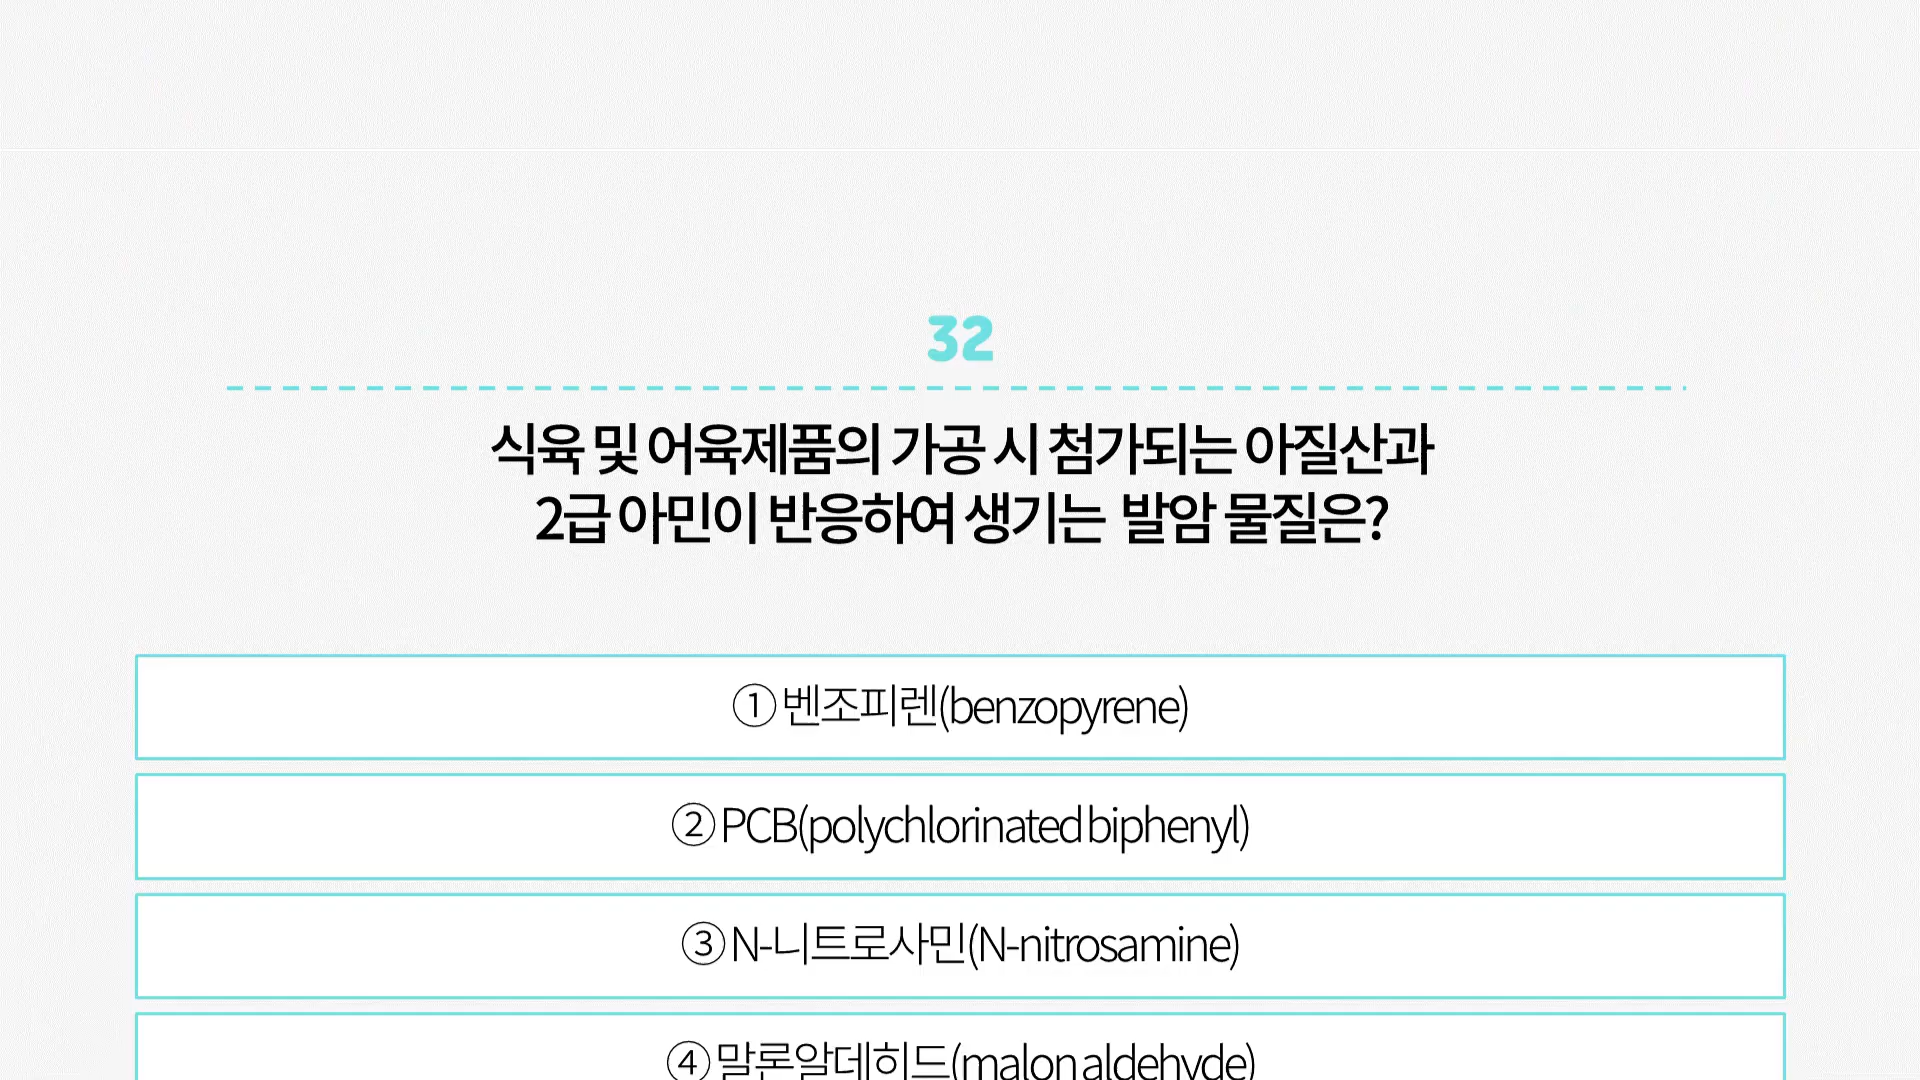 32
식육 및 어육제품의 가공 시 첨가되는 아질산과
2급 아민이 반응하여 생기는 발암 물질은?
① 벤조피렌(benzopyrene)
② PCB(polychlorinated biphenyl)
③ N-니트로사민(N-nitrosamine)
④ 말론알데히드(malon aldehyde)